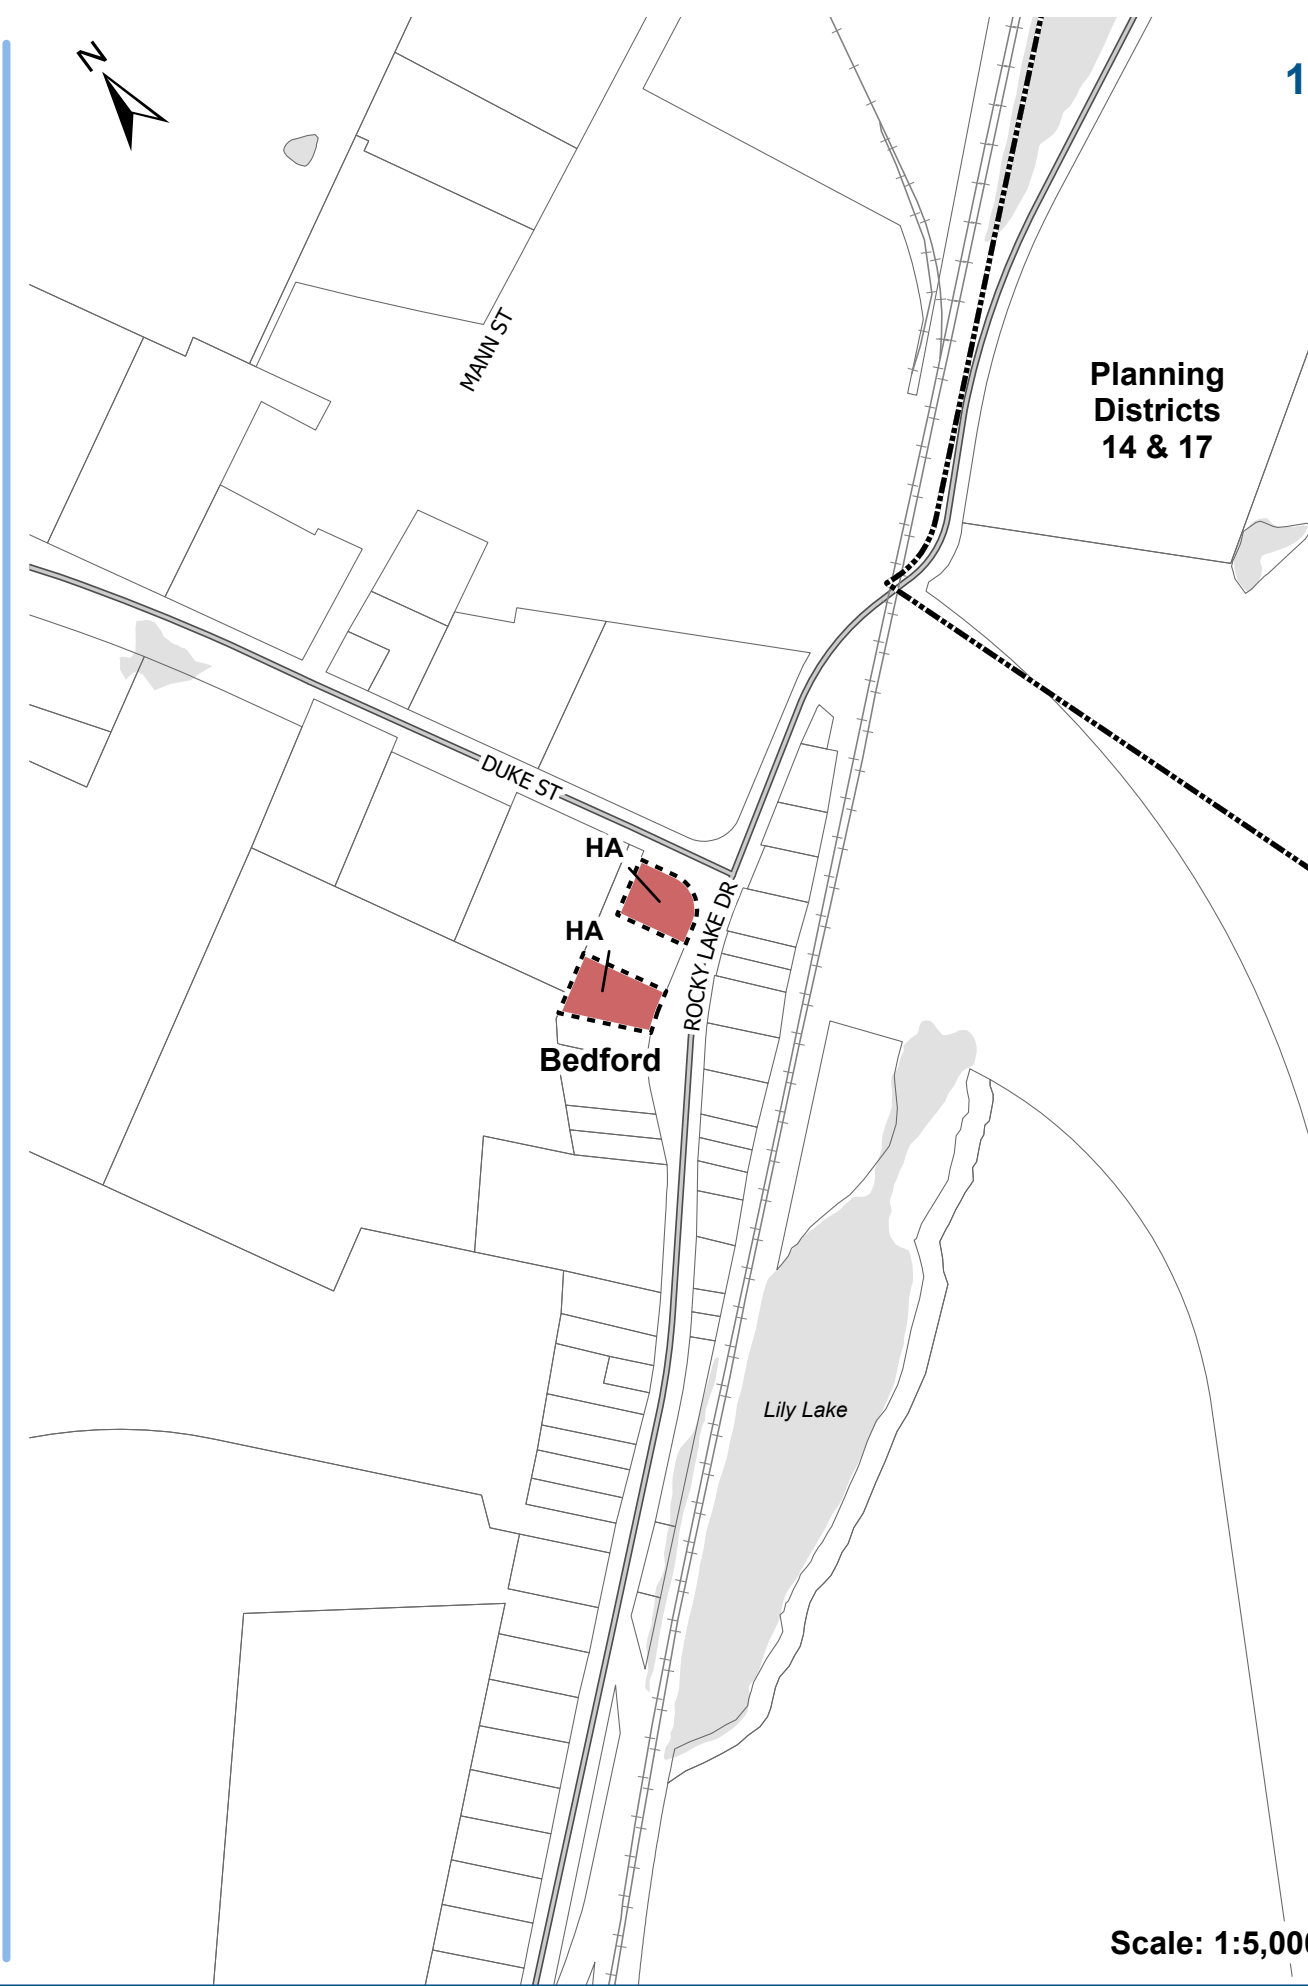 N
1
MANN ST
Planning
Districts
14 & 17
DUKE ST
HA
ROCKY LAKE DR
HA
Bedford
Lily Lake
Scale: 1:5,000